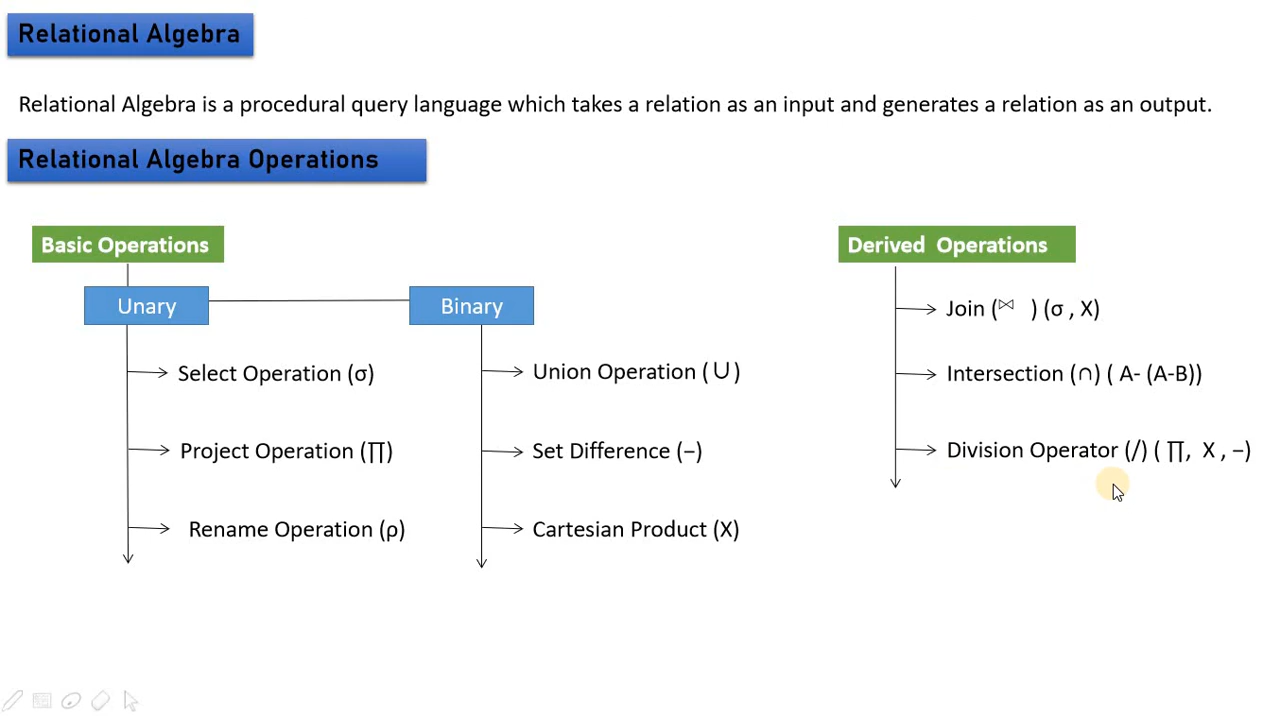 Relational Algebra
Relational Algebra is a procedural query language which takes a relation as an input and generates a relation as an output.
Relational Algebra Operations
Basic Operations
Unary
Select Operation (σ)
Project Operation (∏)
Rename Operation (ρ)
Binary
Union Operation ( ∪ )
Set Difference (−)
Cartesian Product (X)
Derived Operations
Join (⋈ ) (σ , X)
Intersection (∩) ( A- (A-B))
Division Operator (/) ( ∏, X , −)